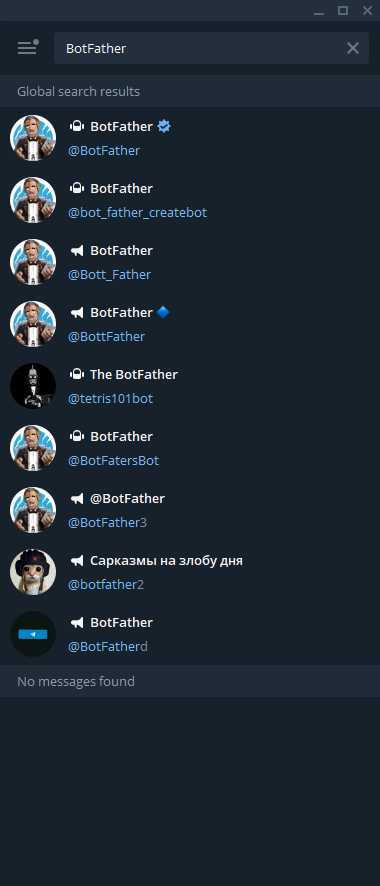 BotFather
Global search results
BotFather
@BotFather
BotFather
@bot_father_createbot
BotFather
@Bott_Father
BotFather
@BottFather
The BotFather
@tetris101bot
BotFather
@BotFatersBot
@BotFather
@BotFather3
Сарказмы на злобу дня
@botfather2
BotFather
@BotFatherd
No messages found